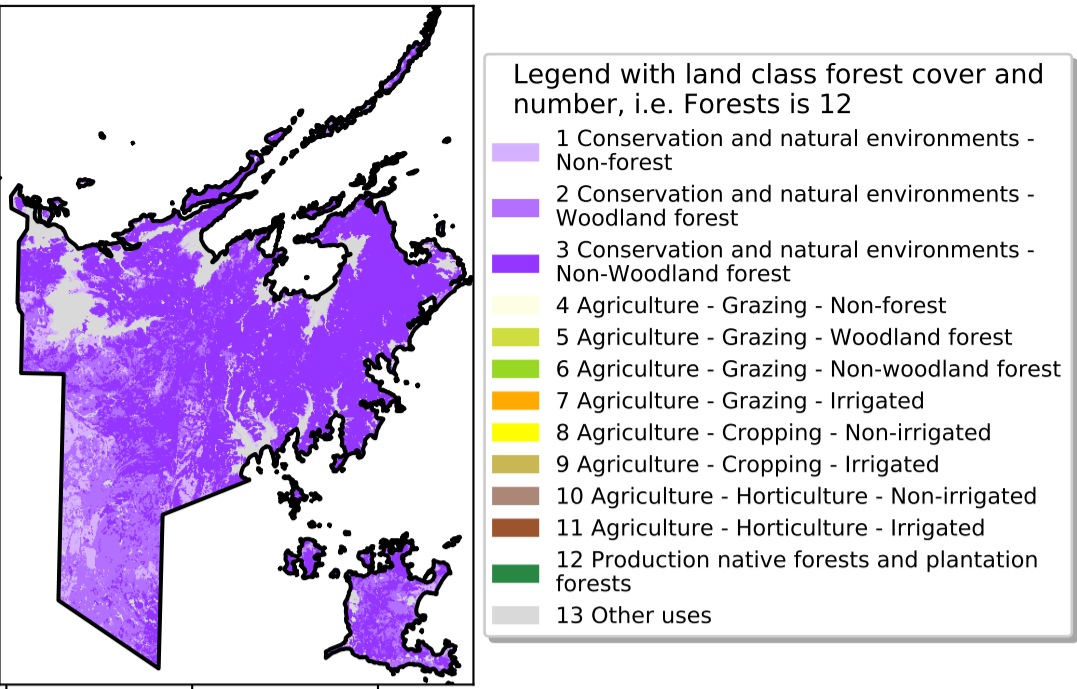 Legend with land class forest cover and
number, i.e. Forests is 12
1 Conservation and natural environments -
Non-forest
2 Conservation and natural environments -
Woodland forest
3 Conservation and natural environments -
Non-Woodland forest
4 Agriculture - Grazing - Non-forest
5 Agriculture - Grazing - Woodland forest
6 Agriculture - Grazing - Non-woodland forest
7 Agriculture - Grazing - Irrigated
8 Agriculture - Cropping - Non-irrigated
9 Agriculture - Cropping - Irrigated
10 Agriculture - Horticulture - Non-irrigated
11 Agriculture - Horticulture - Irrigated
12 Production native forests and plantation
forests
13 Other uses